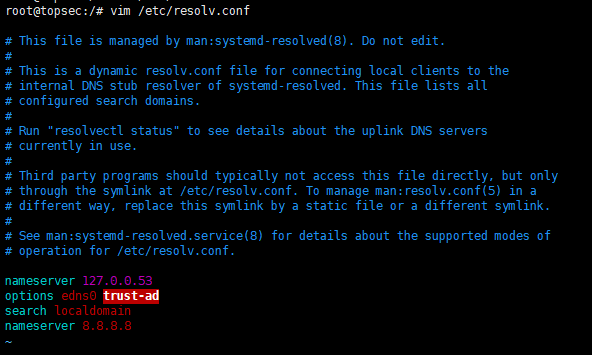 root@topsec:/# vim /etc/resolv.conf
# This file is managed by man:systemd-resolved(8). Do not edit.
#
# This is a dynamic resolv.conf file for connecting local clients to the
# internal DNS stub resolver of systemd-resolved. This file lists all
# configured search domains.
#
# Run "resolvectl status" to see details about the uplink DNS servers
# currently in use.
#
# Third party programs should typically not access this file directly, but only
# through the symlink at /etc/resolv.conf. To manage man:resolv.conf(5) in a
# different way, replace this symlink by a static file or a different symlink.
#
# See man:systemd-resolved.service(8) for details about the supported modes of
# operation for /etc/resolv.conf.
nameserver 127.0.0.53
options edns0 trust-ad
search localdomain
nameserver 8.8.8.8
~